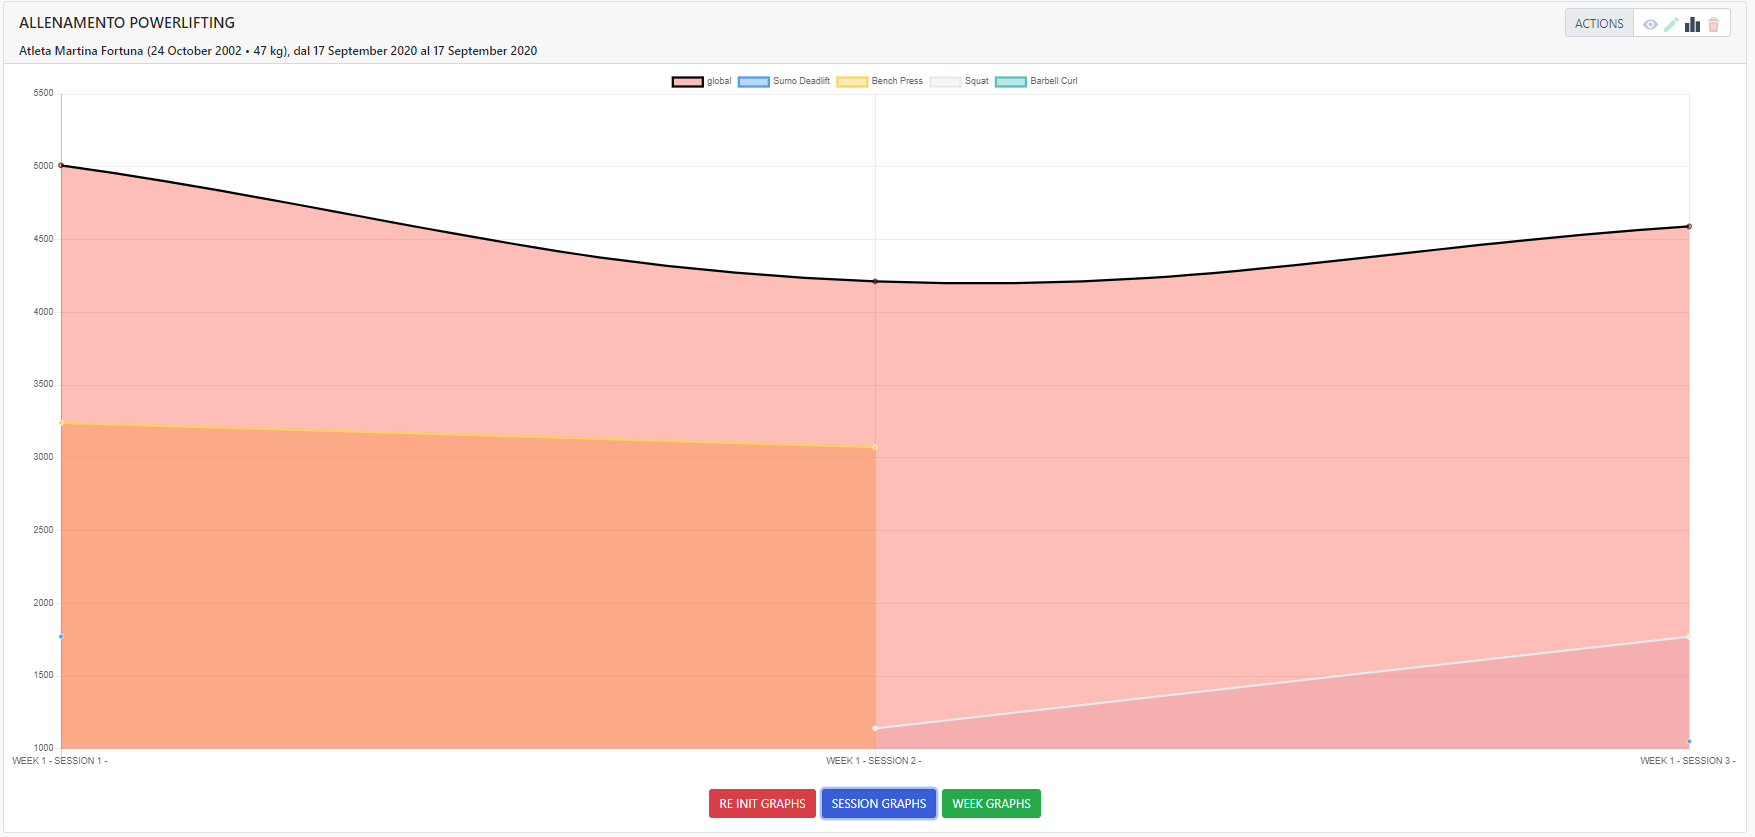 ALLENAMENTO POWERLIFTING
ACTIONS
Atleta Martina Fortuna (24 October 2002 • 47 kg), dal 17 September 2020 al 17 September 2020
global Sumo Deadlift Bench Press Squat Barbell Curl
5500
5000
4500
4000
3500
3000
2500
2000
1500
1000
WEEK 1 - SESSION 1 - WEEK 1 - SESSION 2 - WEEK 1 - SESSION 3 -
RE INIT GRAPHS SESSION GRAPHS WEEK GRAPHS